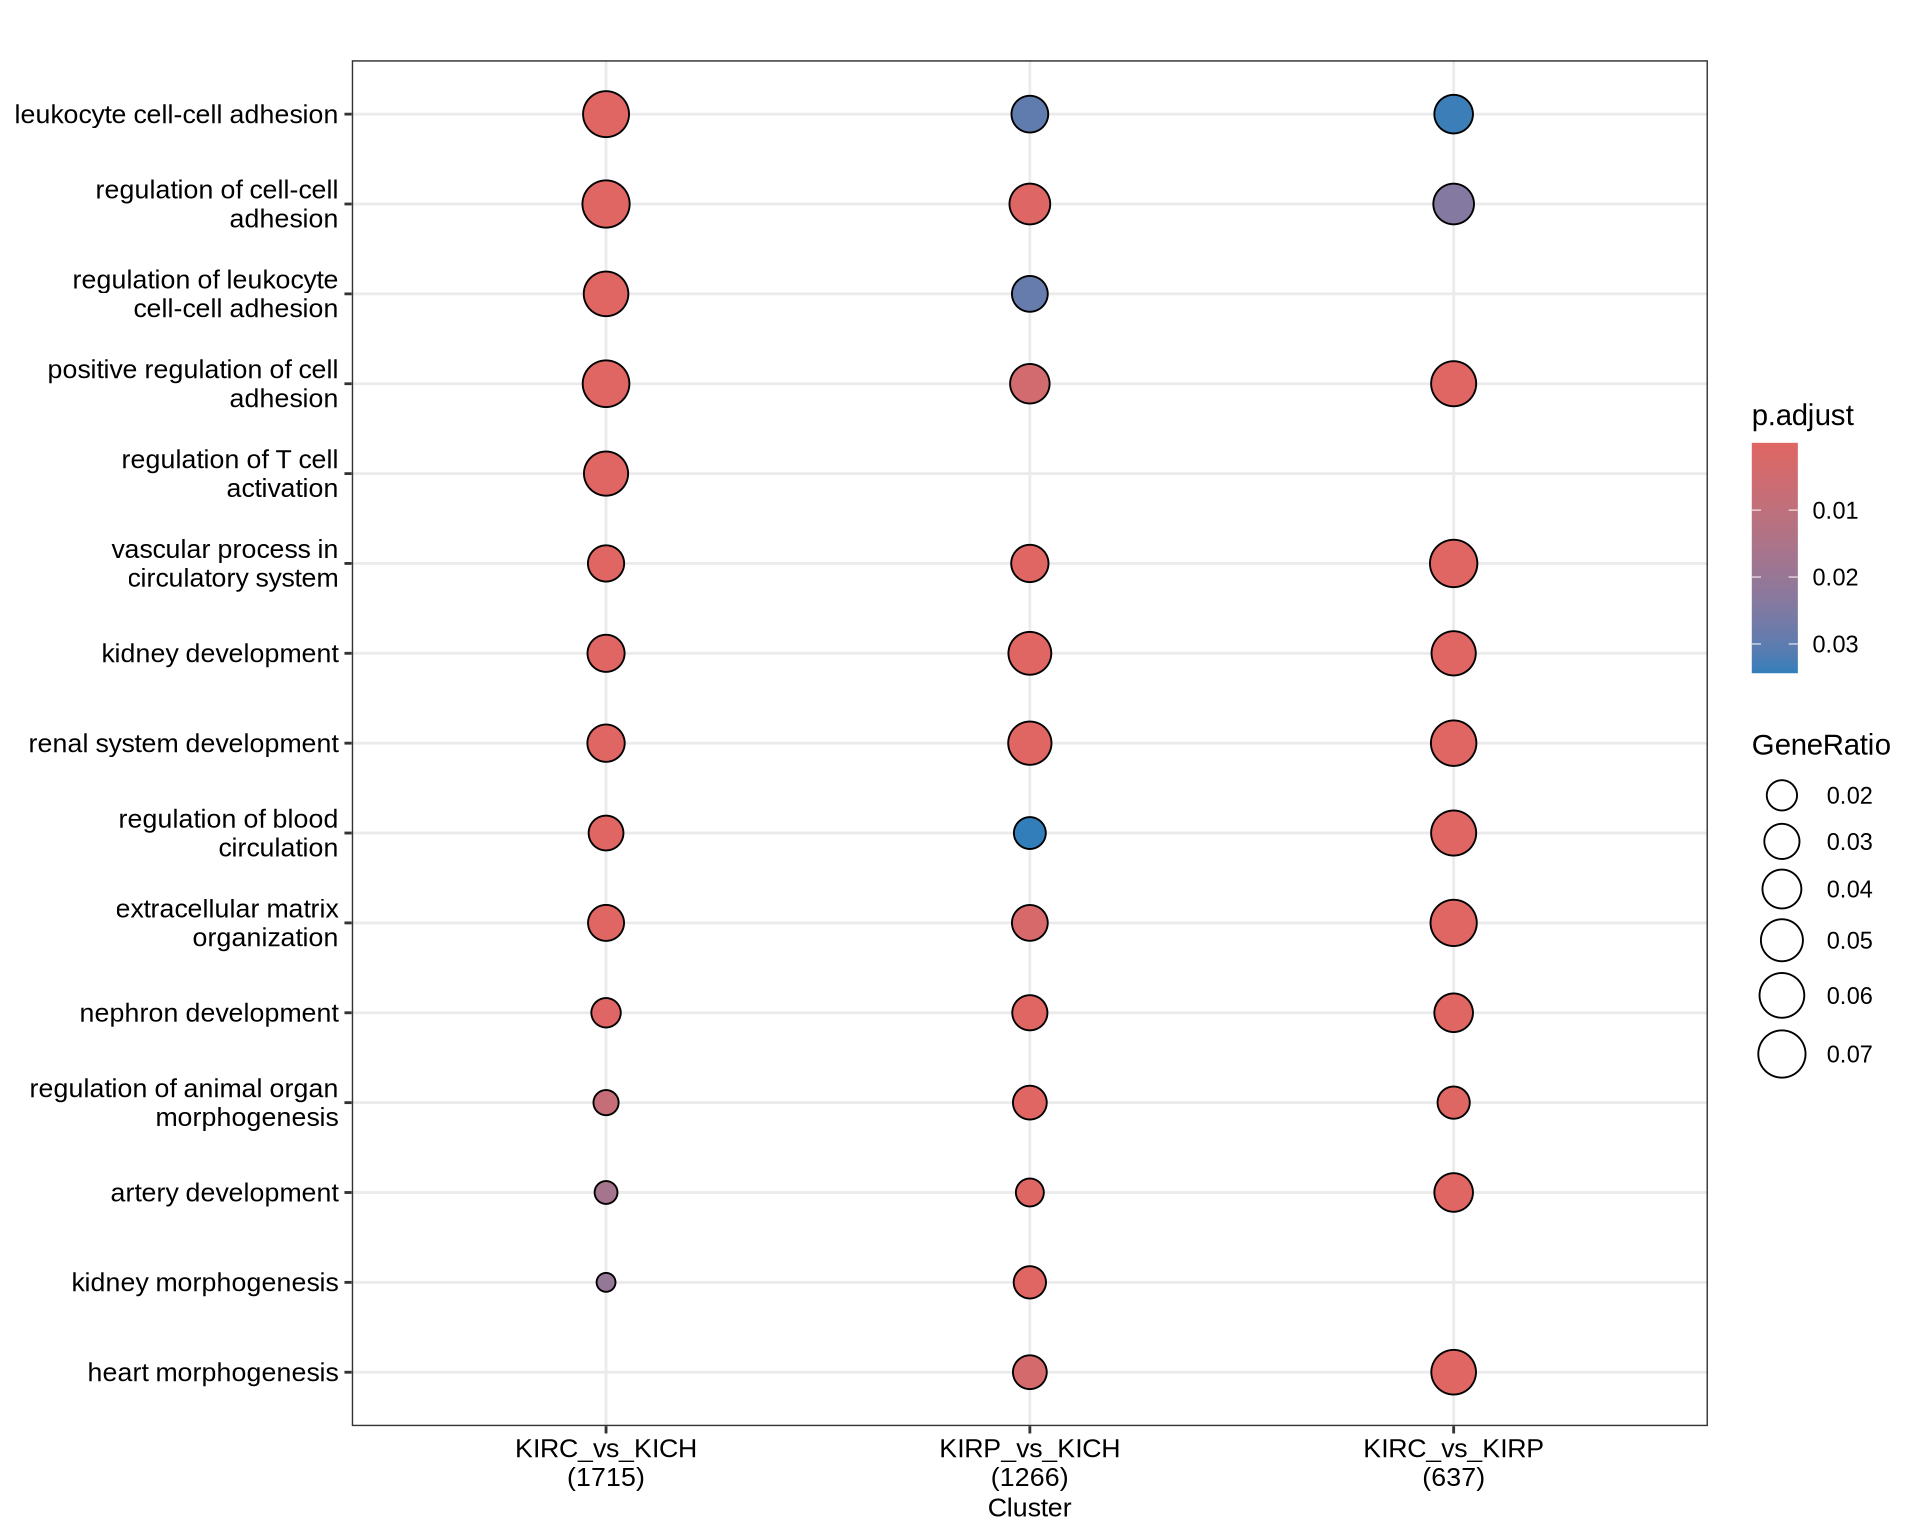 leukocyte cell-cell adhesion
regulation of cell-cell
adhesion
regulation of leukocyte
cell-cell adhesion
positive regulation of cell
adhesion
regulation of T cell
activation
vascular process in
circulatory system
kidney development
renal system development
regulation of blood
circulation
extracellular matrix
organization
nephron development
regulation of animal organ
morphogenesis
artery development
kidney morphogenesis
heart morphogenesis
KIRC_vs_KICH
(1715)
KIRP_vs_KICH
(1266)
KIRC_vs_KIRP
(637)
Cluster
p.adjust
0.01
0.02
0.03
GeneRatio
0.02
0.03
0.04
0.05
0.06
0.07